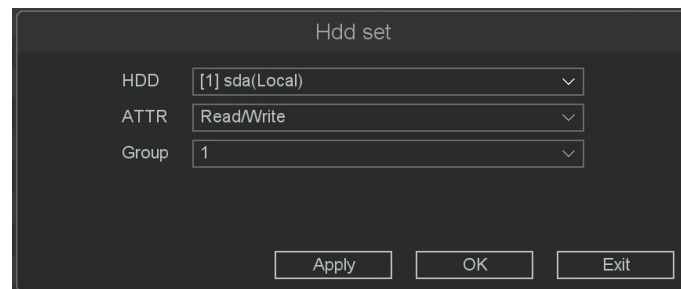 Hdd set
HDD [1] sda(Local)
ATTR Read/Write
Group 1
Apply OK Exit